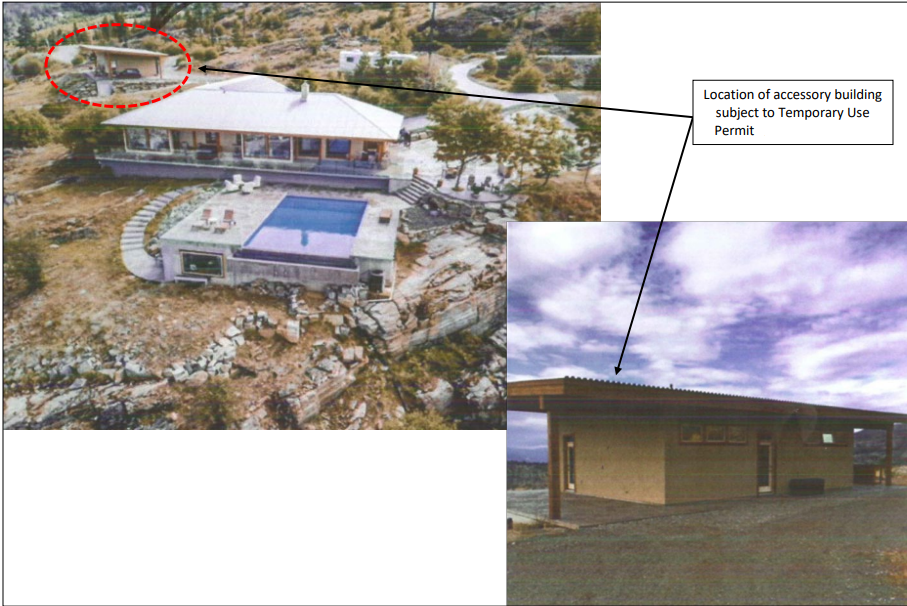 Location of accessory building
subject to Temporary Use
Permit